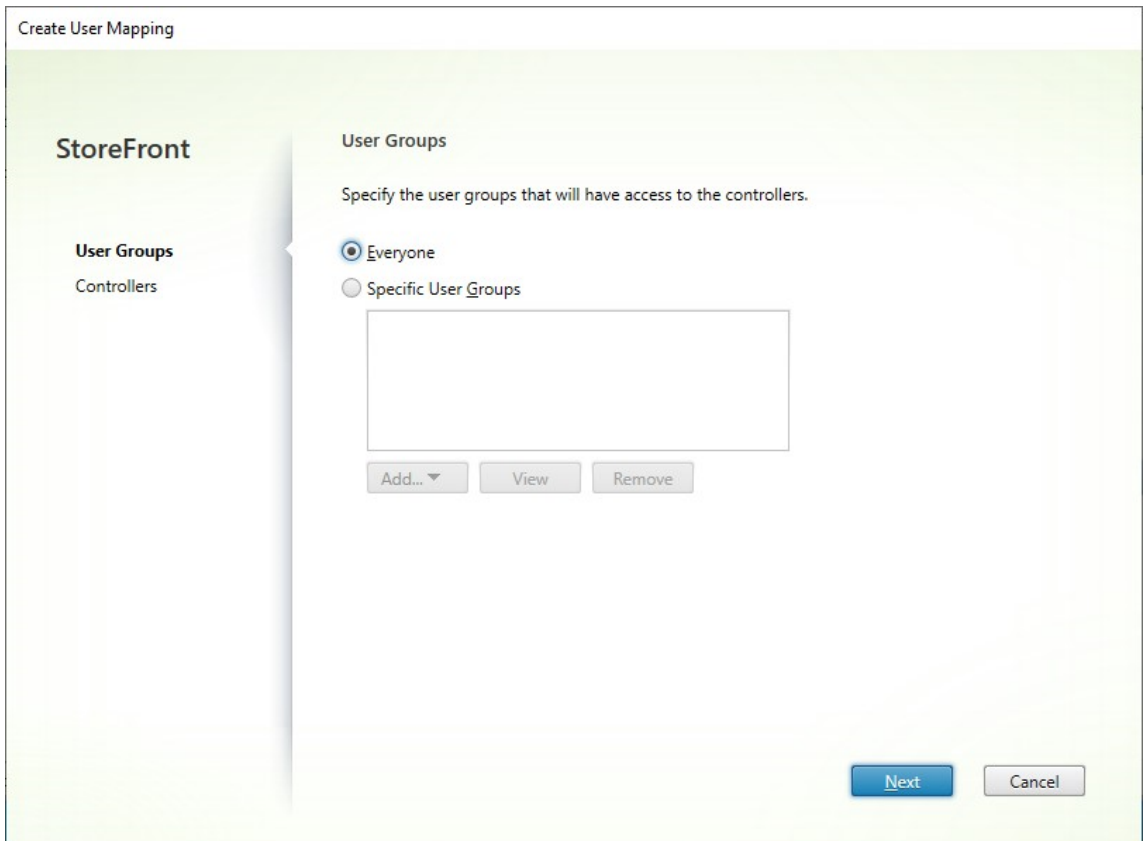 Create User Mapping
StoreFront
User Groups
Controllers
User Groups
Specify the user groups that will have access to the controllers.
Everyone
Specific User Groups
Add...
View
Remove
Next
Cancel